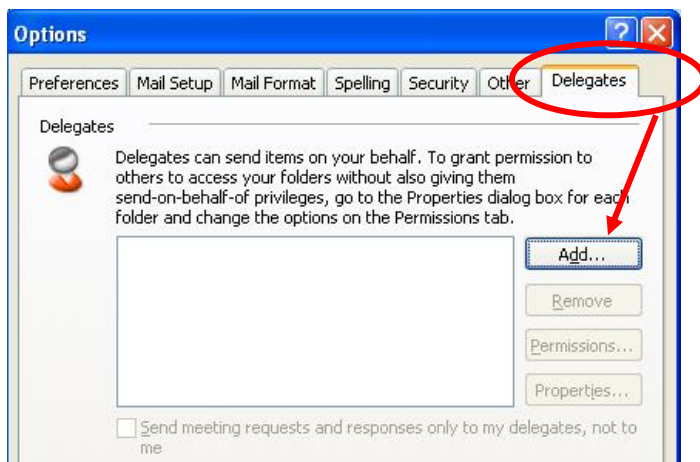 Options
Preferences Mail Setup Mail Format Spelling Security Other Delegates
Delegates
Delegates can send items on your behalf. To grant permission to
others to access your folders without also giving them
send-on-behalf-of privileges, go to the Properties dialog box for each
folder and change the options on the Permissions tab.
Add...
Remove
Permissions...
Properties...
Send meeting requests and responses only to my delegates, not to
me